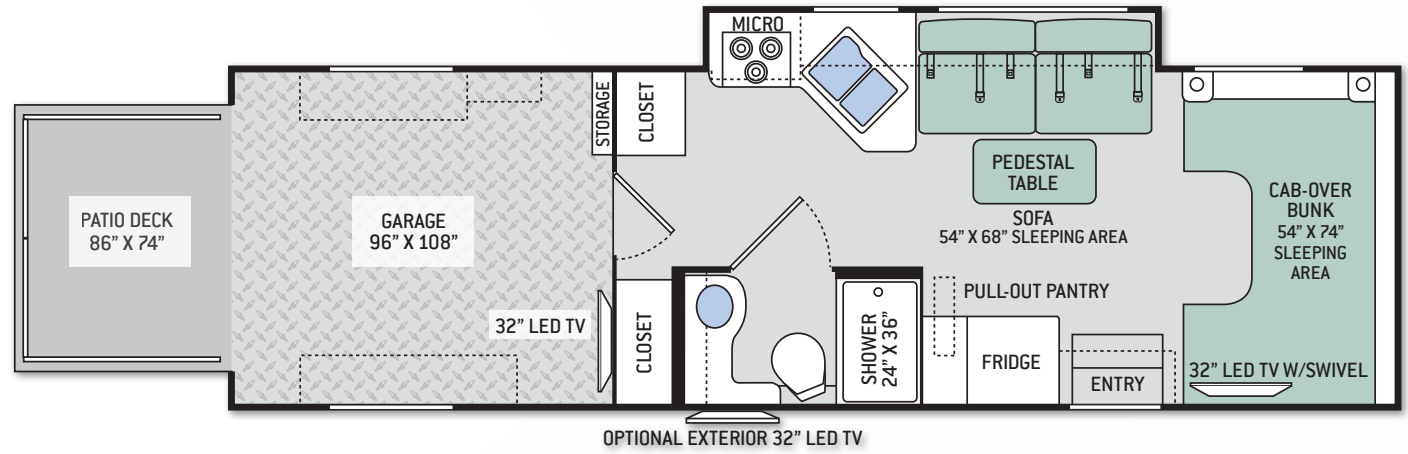 MICRO
STORAGE
CLOSET
PEDESTAL
TABLE
CAB-OVER
BUNK
54” X 74”
SLEEPING
AREA
PATIO DECK
86” X 74”
GARAGE
96” X 108”
SOFA
54” X 68” SLEEPING AREA
PULL-OUT PANTRY
32” LED TV
CLOSET
SHOWER
24” X 36”
FRIDGE
ENTRY
32” LED TV W/SWIVEL
OPTIONAL EXTERIOR 32” LED TV